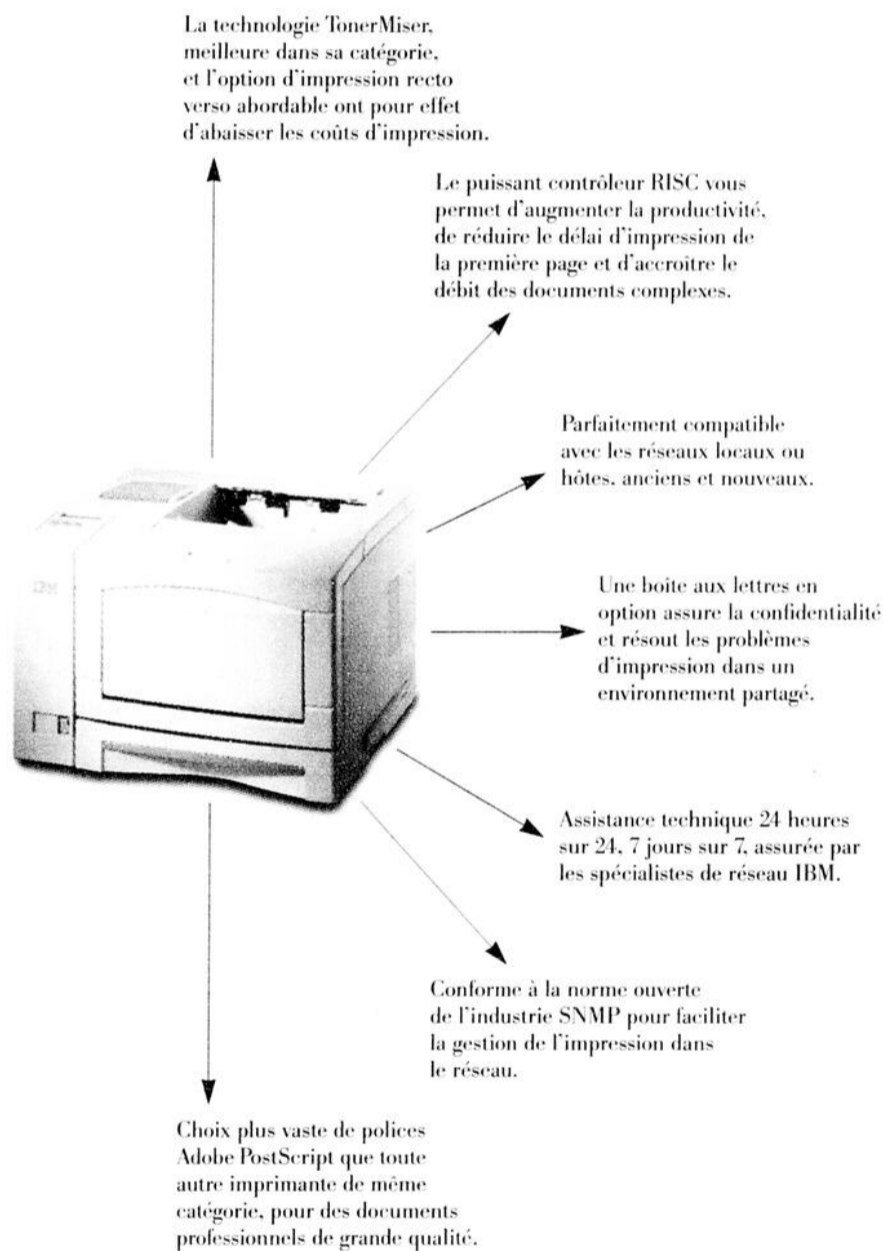 La technologie TonerMiser,
meilleure dans sa catégorie,
et l'option d'impression recto
verso abordable ont pour effet
d'abaisser les coûts d'impression.
Le puissant contrôleur RISC vous
permet d'augmenter la productivité,
de réduire le délai d'impression de
la première page et d'accroître le
débit des documents complexes.
Parfaitement compatible
avec les réseaux locaux ou
hôtes, anciens et nouveaux.
IBM
Une boite aux lettres en
option assure la confidentialité
et résout les problèmes
d'impression dans un
environnement partagé.
Assistance technique 24 heures
sur 24, 7 jours sur 7, assurée par
les spécialistes de réseau IBM.
Conforme à la norme ouverte
de l'industrie SNMP pour faciliter
la gestion de l'impression dans
le réseau.
Choix plus vaste de polices
Adobe PostScript que toute
autre imprimante de même
catégorie, pour des documents
professionnels de grande qualité.